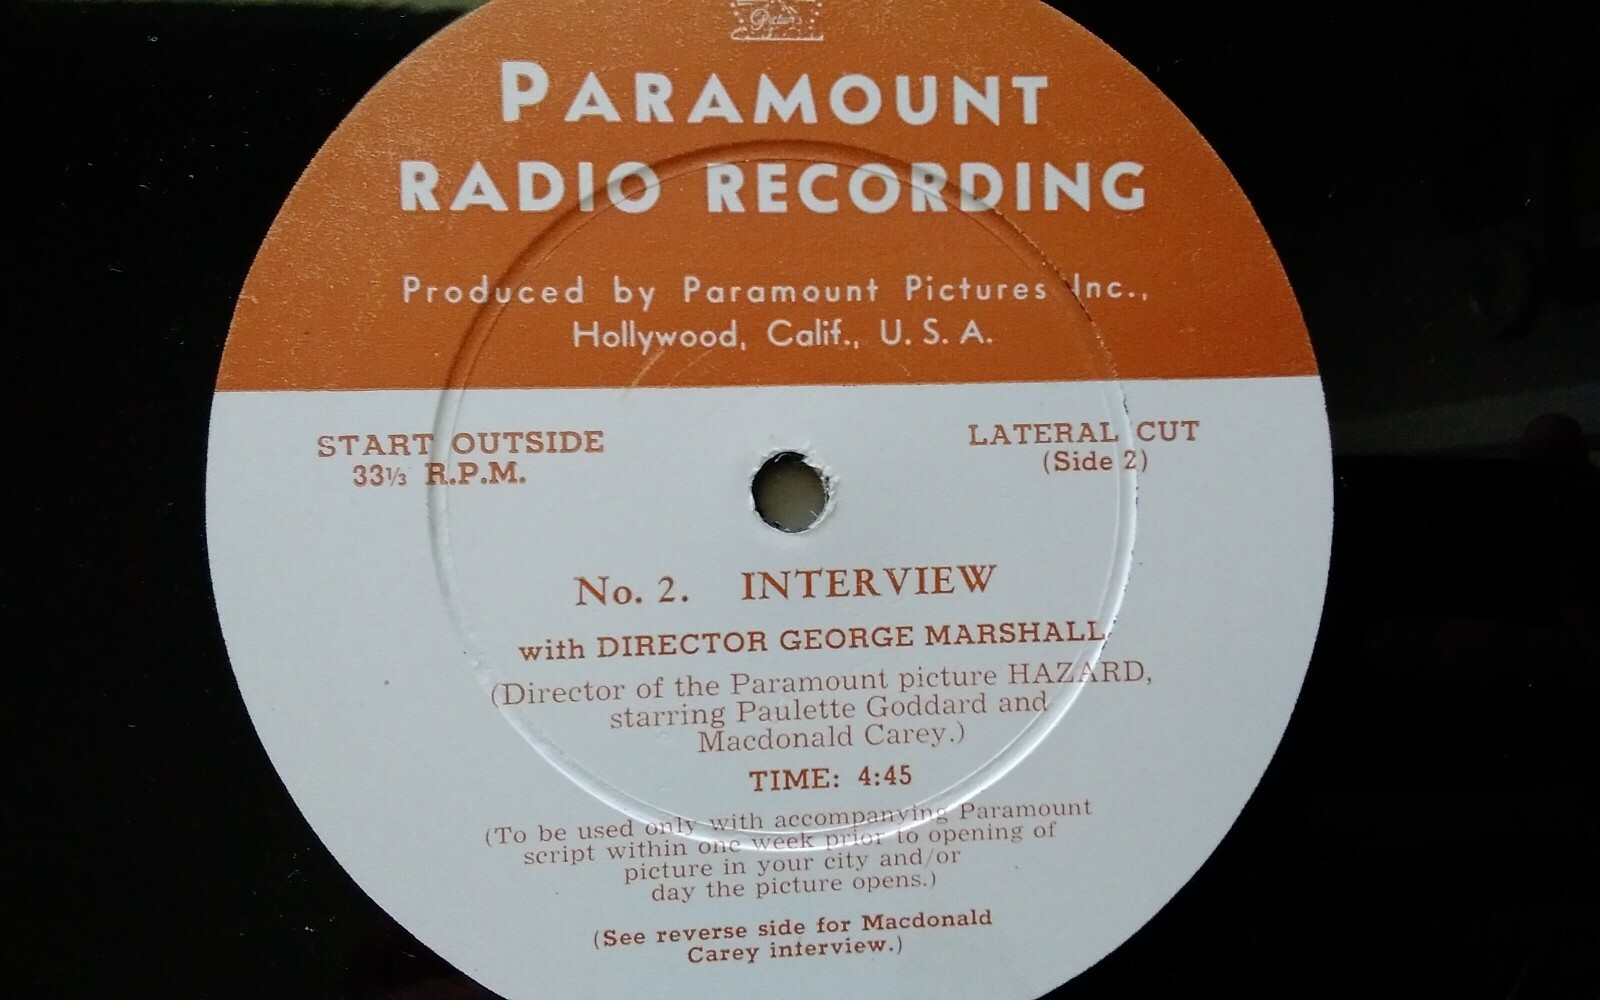 Pictures
PARAMOUNT
RADIO RECORDING
Produced by Paramount Pictures Inc.,
Hollywood, Calif., U. S. A.
START OUTSIDE
33⅓ R.P.M.
LATERAL CUT
(Side 2)
No. 2. INTERVIEW
with DIRECTOR GEORGE MARSHALL
(Director of the Paramount picture HAZARD,
starring Paulette Goddard and
Macdonald Carey.)
TIME: 4:45
(To be used only with accompanying Paramount
script within one week prior to opening of
picture in your city and/or
day the picture opens.)
(See reverse side for Macdonald
Carey interview.)